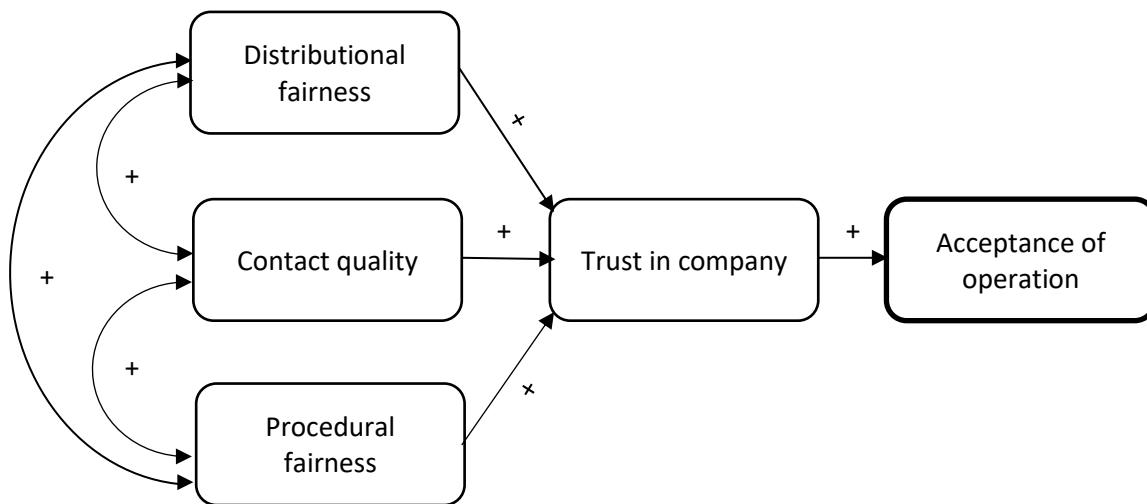 Distributional
fairness
+
+
+
Contact quality
+
Trust in company
+
Acceptance of
operation
+
+
Procedural
fairness